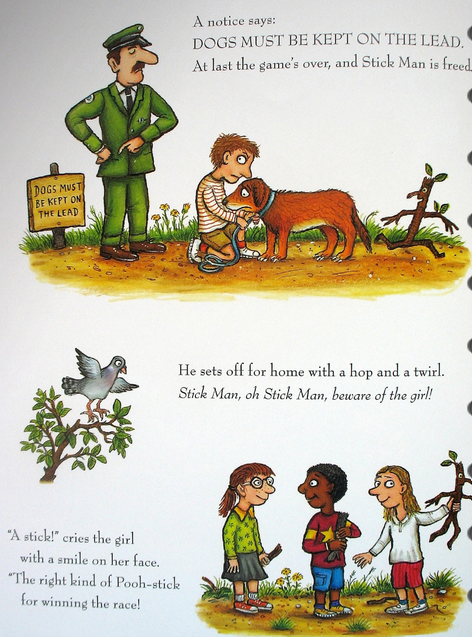 A notice says:
DOGS MUST BE KEPT ON THE LEAD.
At last the game's over, and Stick Man is freed
DOGS MUST
BE KEPT ON
THE LEAD
He sets off for home with a hop and a twirl.
Stick Man, oh Stick Man, beware of the girl!
"A stick!" cries the girl
with a smile on her face.
"The right kind of Pooh-stick
for winning the race!